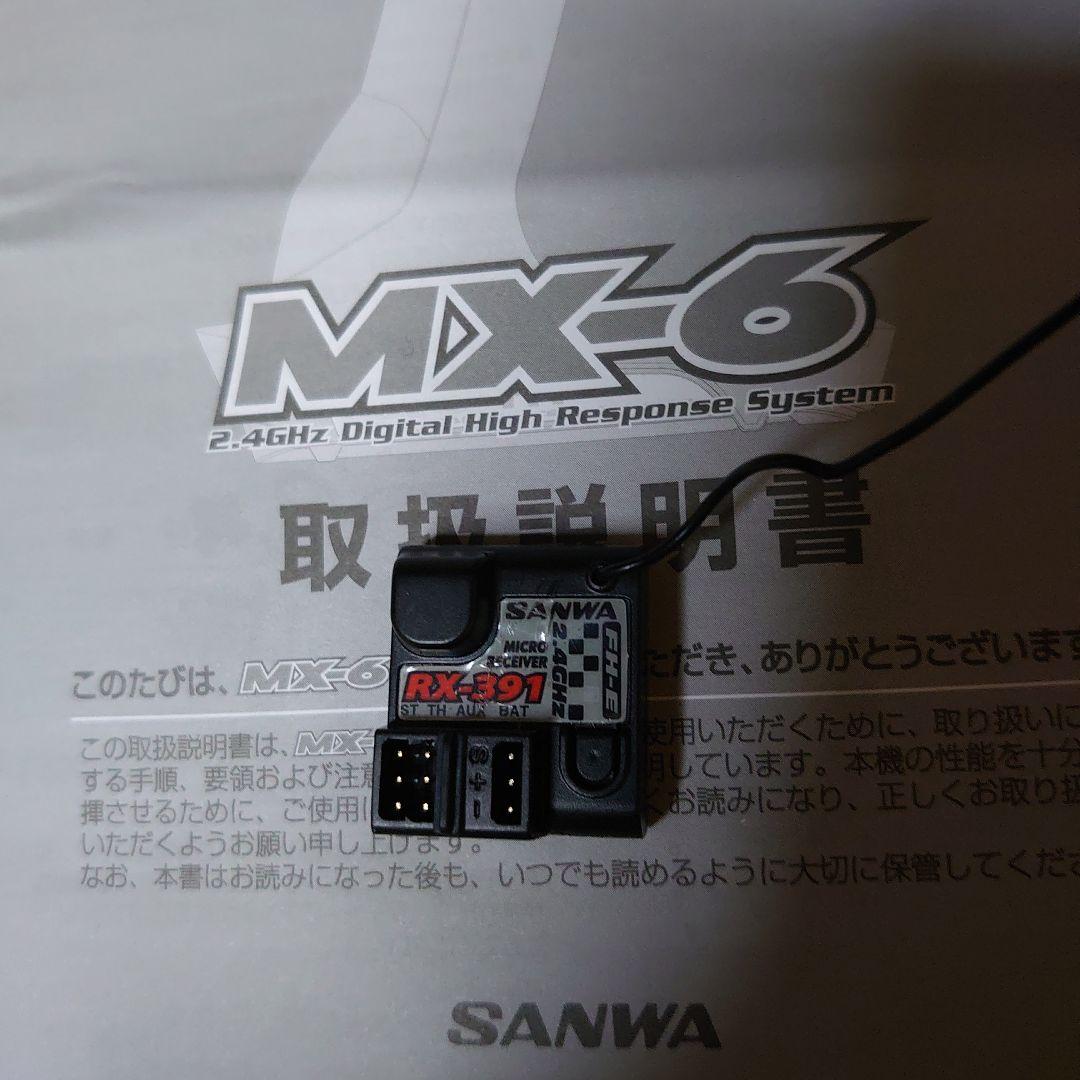 MX-6
2.4GHz Digital High Response System
取扱説明書
SANWA
MICRO
RECEIVER
2.4GHZ
FH-E
RX-391
ST TH AUX BAT
S + -
このたびは、MX-6
ただき、ありがとうございます
この取扱説明書は、MX-
使用いただくために、取り扱いに
する手順、要領および注意
明しています。本機の性能を十分
揮させるために、ご使用
くお読みになり、正しくお取り扱
いただくようお願い申し上げます。
なお、本書はお読みになった後も、いつでも読めるように大切に保管してくださ
SANWA